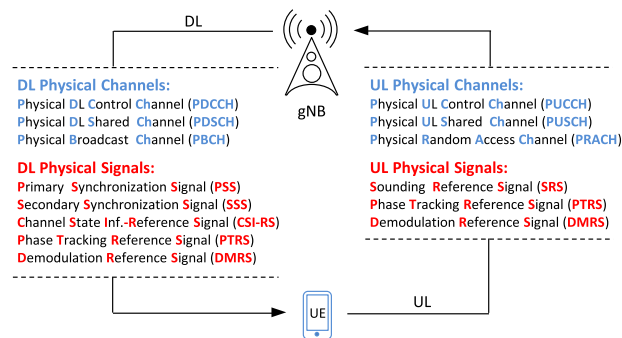 DL
gNB
DL Physical Channels:
Physical DL Control Channel (PDCCH)
Physical DL Shared Channel (PDSCH)
Physical Broadcast Channel (PBCH)
DL Physical Signals:
Primary Synchronization Signal (PSS)
Secondary Synchronization Signal (SSS)
Channel State Inf.-Reference Signal (CSI-RS)
Phase Tracking Reference Signal (PTRS)
Demodulation Reference Signal (DMRS)
UL Physical Channels:
Physical UL Control Channel (PUCCH)
Physical UL Shared Channel (PUSCH)
Physical Random Access Channel (PRACH)
UL Physical Signals:
Sounding Reference Signal (SRS)
Phase Tracking Reference Signal (PTRS)
Demodulation Reference Signal (DMRS)
UE
UL